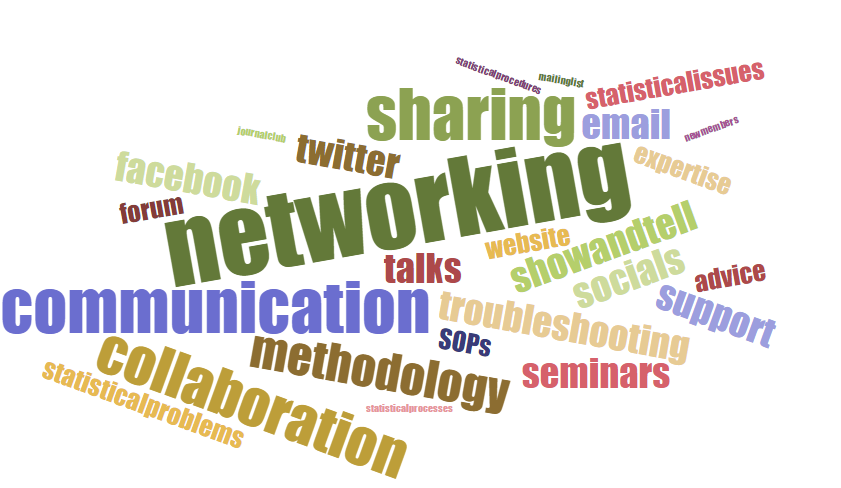 statisticalprocedures
mailinglist
statisticalissues
sharing
email
newmembers
journalclub
twitter
expertise
facebook
networking
forum
website
showandtell
talks
socials
advice
communication
troubleshooting
support
SOPs
collaboration
methodology
seminars
statisticalproblems
statisticalprocesses